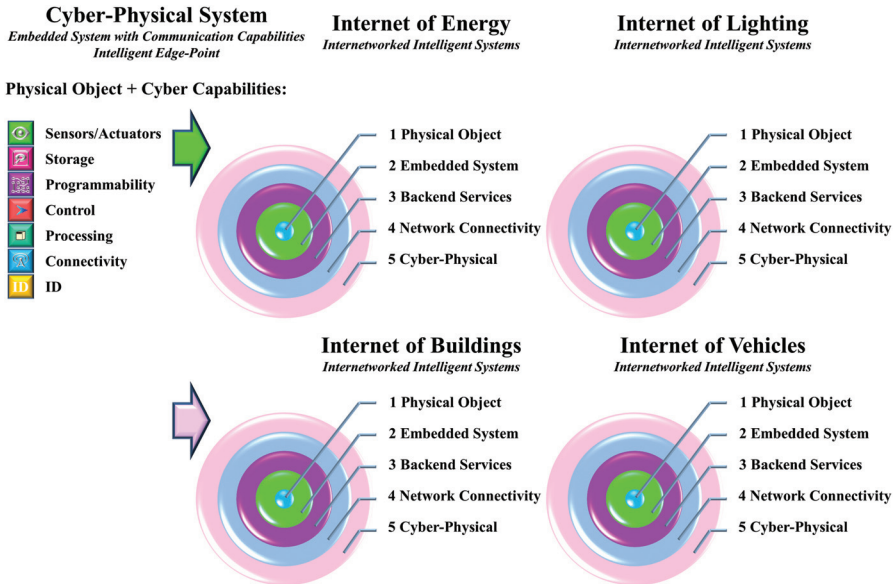 Cyber-Physical System
Embedded System with Communication Capabilities
Intelligent Edge-Point
Physical Object + Cyber Capabilities:
Sensors/Actuators
Storage
Programmability
Control
Processing
Connectivity
ID ID
Internet of Energy
Internetworked Intelligent Systems
1 Physical Object
2 Embedded System
3 Backend Services
4 Network Connectivity
5 Cyber-Physical
Internet of Lighting
Internetworked Intelligent Systems
1 Physical Object
2 Embedded System
3 Backend Services
4 Network Connectivity
5 Cyber-Physical
Internet of Buildings
Internetworked Intelligent Systems
1 Physical Object
2 Embedded System
3 Backend Services
4 Network Connectivity
5 Cyber-Physical
Internet of Vehicles
Internetworked Intelligent Systems
1 Physical Object
2 Embedded System
3 Backend Services
4 Network Connectivity
5 Cyber-Physical